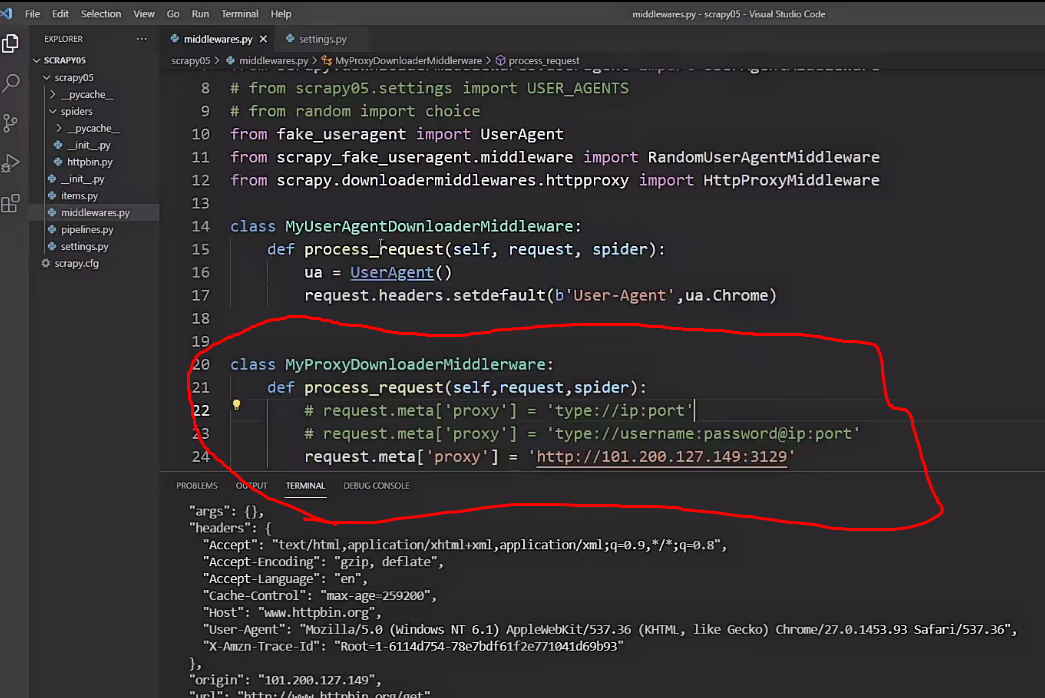 File Edit Selection View Go Run Terminal Help
middlewares.py - scrapy05 - Visual Studio Code
EXPLORER
SCRAPY05
scrapy05
__pycache__
spiders
__pycache__
__init__.py
httpbin.py
__init__.py
items.py
middlewares.py
pipelines.py
settings.py
scrapy.cfg
middlewares.py
settings.py
scrapy05 > middlewares.py > MyProxyDownloaderMiddlerware > process_request
8 # from scrapy05.settings import USER_AGENTS
9 # from random import choice
10 from fake_useragent import UserAgent
11 from scrapy_fake_useragent.middleware import RandomUserAgentMiddleware
12 from scrapy.downloadermiddlewares.httpproxy import HttpProxyMiddleware
13
14 class MyUserAgentDownloaderMiddleware:
15 def process_request(self, request, spider):
16 ua = UserAgent()
17 request.headers.setdefault(b'User-Agent',ua.Chrome)
18
19
20 class MyProxyDownloaderMiddlerware:
21 def process_request(self,request,spider):
22 # request.meta['proxy'] = 'type://ip:port'
23 # request.meta['proxy'] = 'type://username:password@ip:port'
24 request.meta['proxy'] = 'http://101.200.127.149:3129'
PROBLEMS OUTPUT TERMINAL DEBUG CONSOLE
"args": {},
"headers": {
"Accept": "text/html,application/xhtml+xml,application/xml;q=0.9,*/*;q=0.8",
"Accept-Encoding": "gzip, deflate",
"Accept-Language": "en",
"Cache-Control": "max-age=259200",
"Host": "www.httpbin.org",
"User-Agent": "Mozilla/5.0 (Windows NT 6.1) AppleWebKit/537.36 (KHTML, like Gecko) Chrome/27.0.1453.93 Safari/537.36",
"X-Amzn-Trace-Id": "Root=1-6114d754-78e7bdf61f2e771041d69b93"
},
"origin": "101.200.127.149",
"url": "http://www.httpbin.org/get"